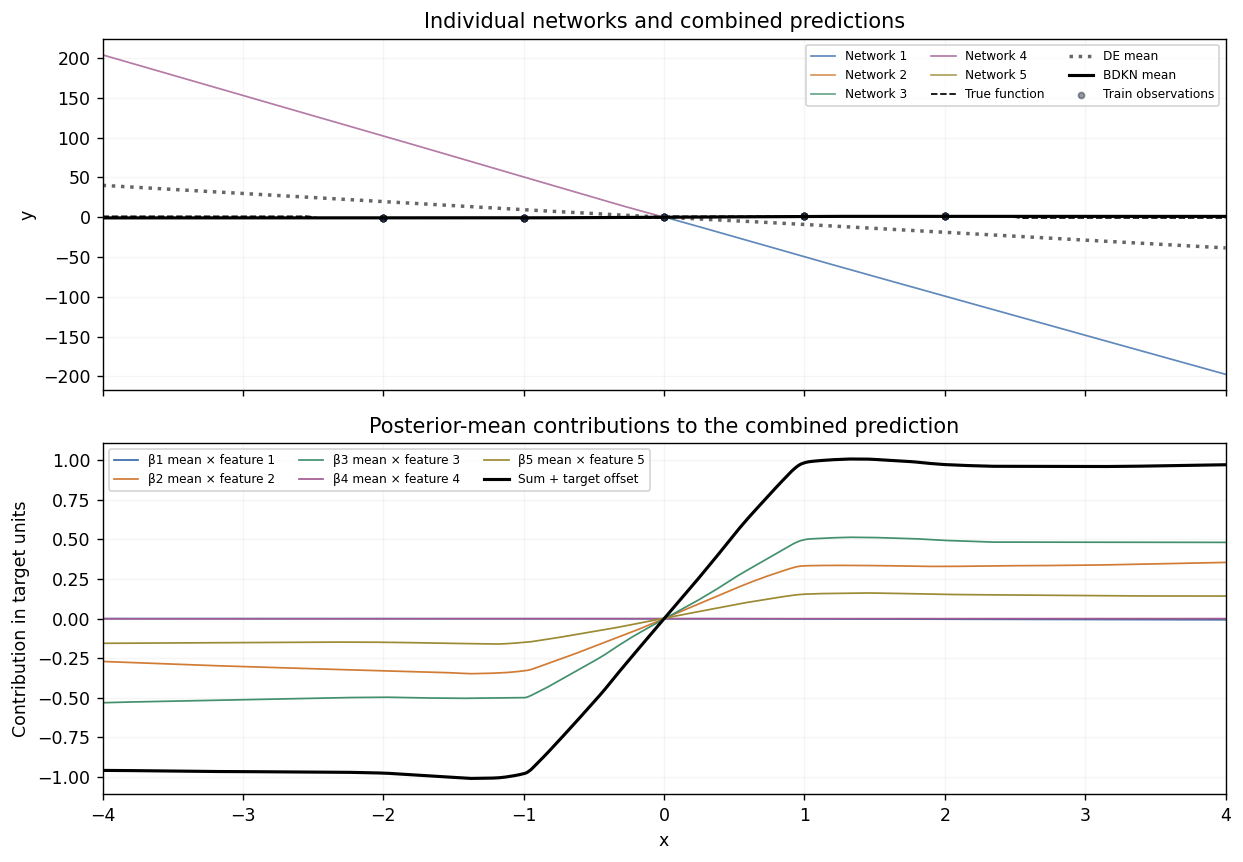 Individual networks and combined predictions
200
150
100
50
0
−50
−100
−150
−200
y
Network 1
Network 2
Network 3
Network 4
Network 5
True function
DE mean
BDKN mean
Train observations
Posterior-mean contributions to the combined prediction
1.00
0.75
0.50
0.25
0.00
−0.25
−0.50
−0.75
−1.00
Contribution in target units
β1 mean × feature 1
β2 mean × feature 2
β3 mean × feature 3
β4 mean × feature 4
β5 mean × feature 5
Sum + target offset
−4
−3
−2
−1
0
1
2
3
4
x